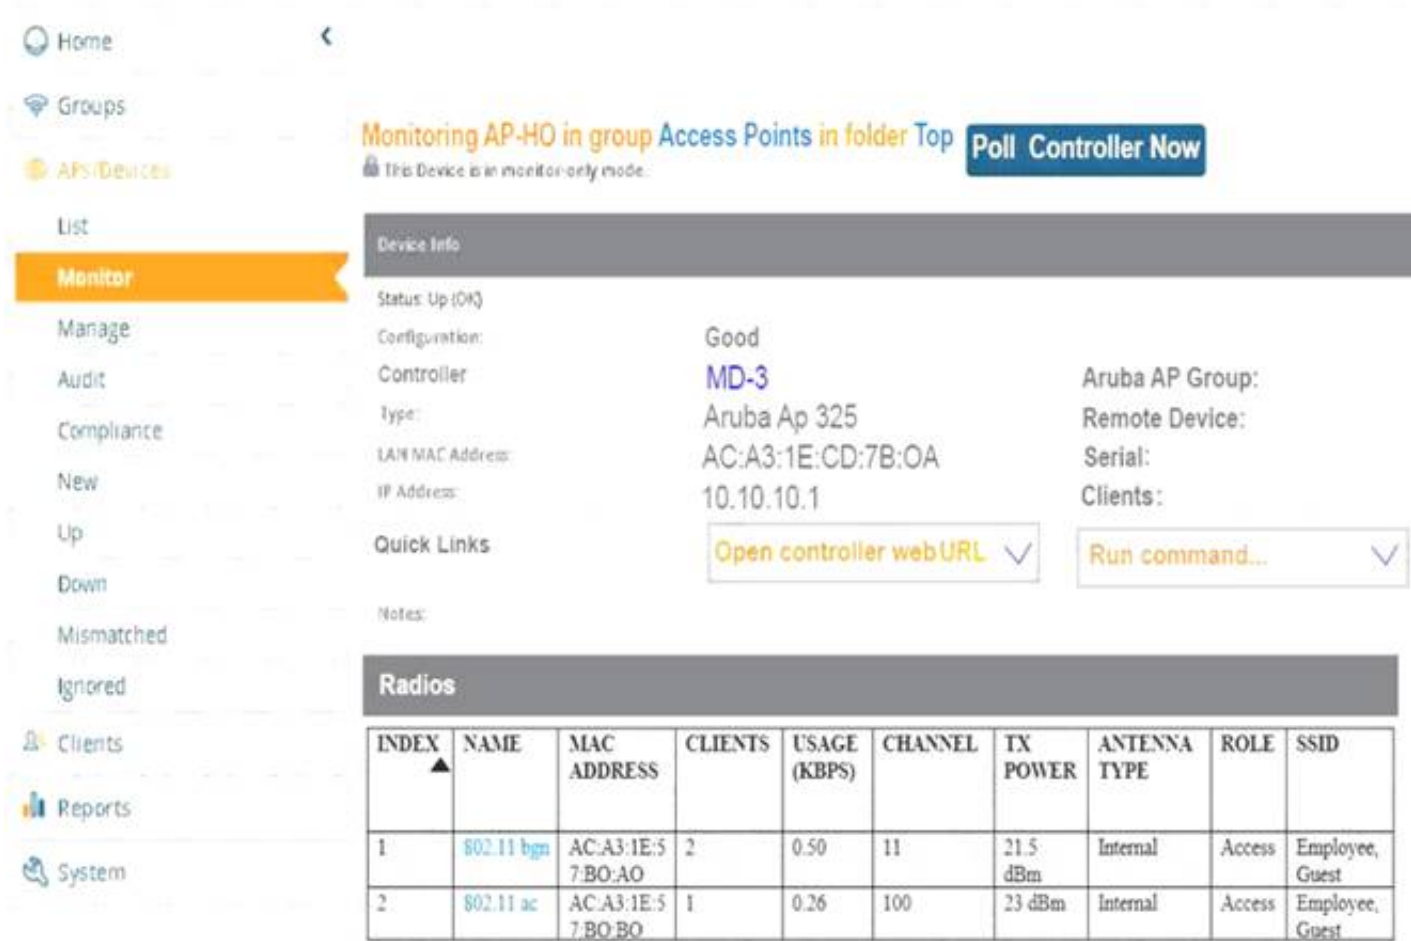 Home
Groups
APs/Devices
List
Monitor
Manage
Audit
Compliance
New
Up
Down
Mismatched
Ignored
Clients
Reports
System
Monitoring AP-HO in group Access Points in folder Top
Poll Controller Now
This Device is in monitor-only mode.
Device Info
Status: Up (OK)
Configuration: Good
Controller MD-3 Aruba AP Group:
Type: Aruba Ap 325 Remote Device:
LAN MAC Address: AC:A3:1E:CD:7B:OA Serial:
IP Address: 10.10.10.1 Clients:
Quick Links Open controller web URL Run command...
Notes:
Radios
INDEX NAME MAC ADDRESS CLIENTS USAGE (KBPS) CHANNEL TX POWER ANTENNA TYPE ROLE SSID
1 802.11 bgn AC:A3:1E:57:BO:AO 2 0.50 11 21.5 dBm Internal Access Employee, Guest
2 802.11 ac AC:A3:1E:57:BO:BO 1 0.26 100 23 dBm Internal Access Employee, Guest